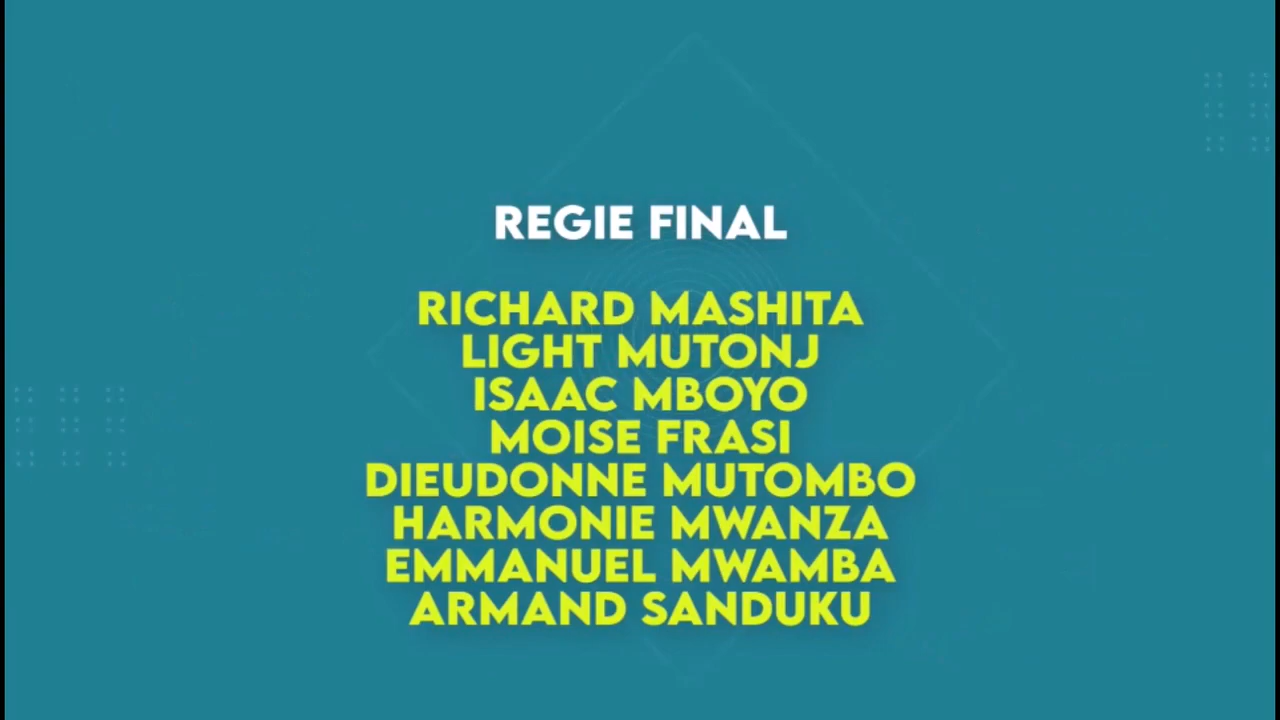 REGIE FINAL
RICHARD MASHITA
LIGHT MUTONJ
ISAAC MBOYO
MOISE FRASI
DIEUDONNE MUTOMBO
HARMONIE MWANZA
EMMANUEL MWAMBA
ARMAND SANDUKU